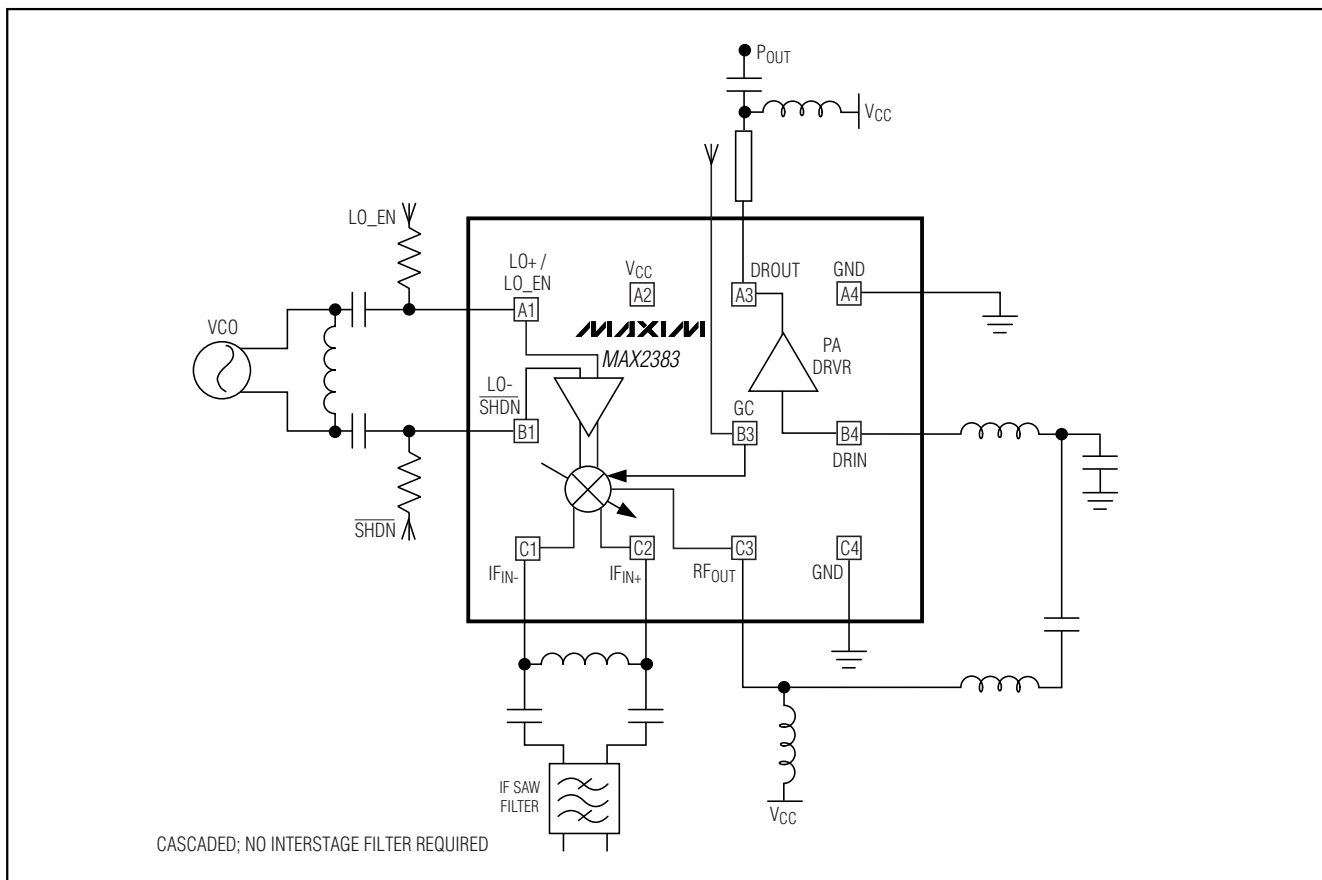 POUT
VCC
LO_EN
LO+ /
LO_EN
VCC
DROUT
GND
A1
A2
A3
A4
VCO
MAXIM
MAX2383
PA
DRVR
LO-
SHDN
GC
B1
B3
B4
DRIN
SHDN
C1
C2
C3
C4
IFIN-
IFIN+
RFOUT
GND
IF SAW
FILTER
VCC
CASCADED; NO INTERSTAGE FILTER REQUIRED